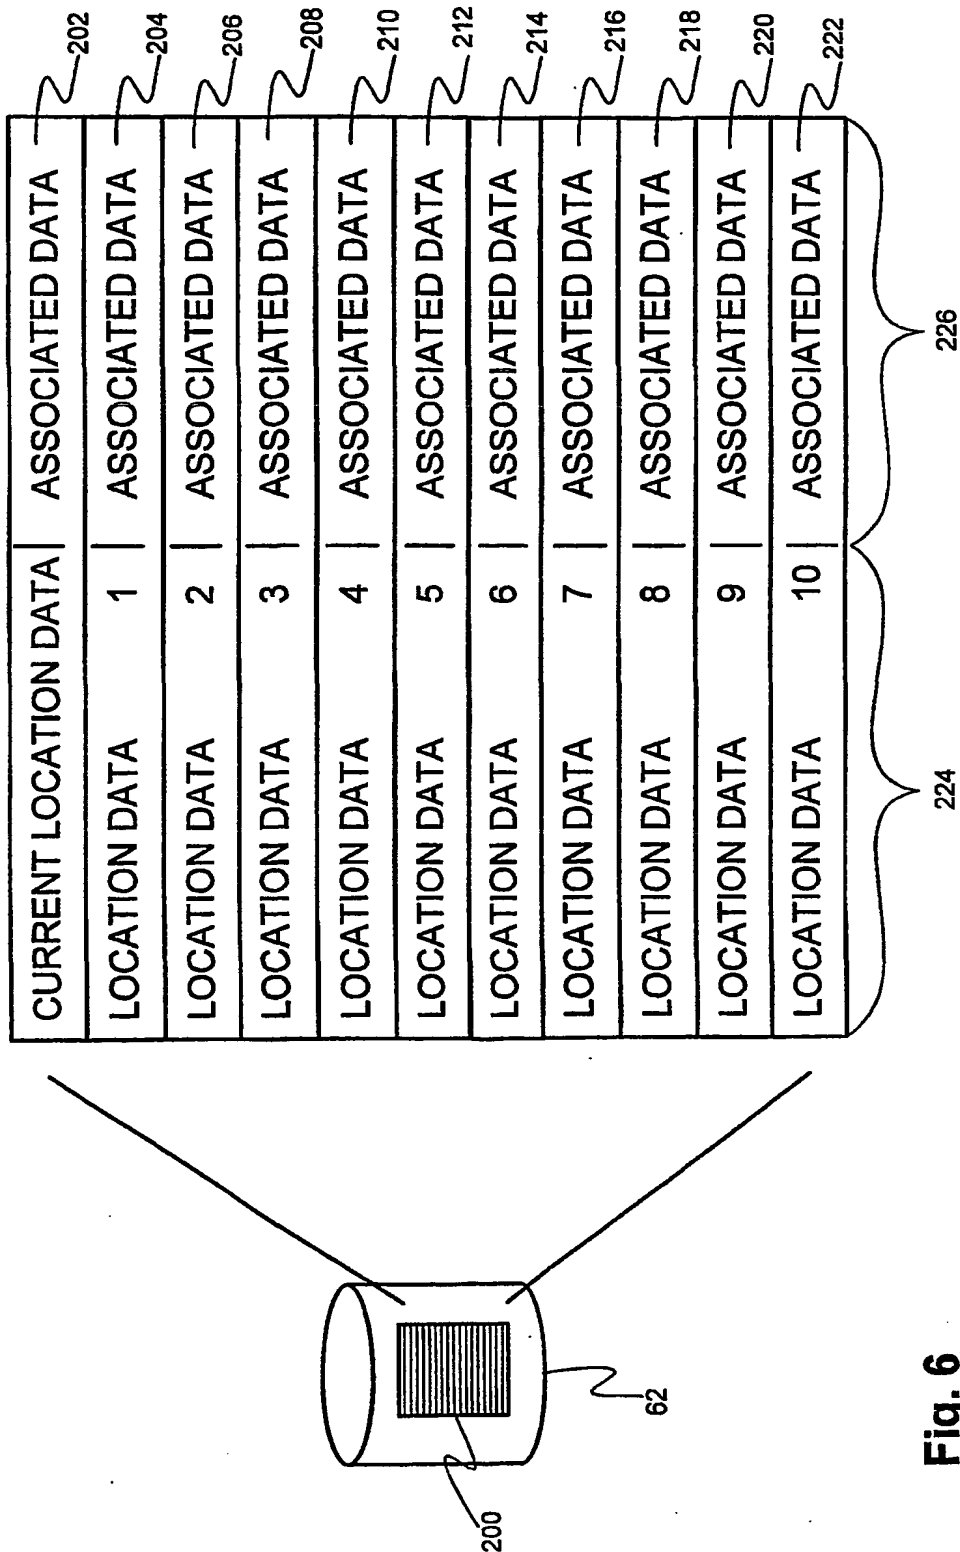 CURRENT LOCATION DATA | ASSOCIATED DATA 202
LOCATION DATA 1 | ASSOCIATED DATA 204
LOCATION DATA 2 | ASSOCIATED DATA 206
LOCATION DATA 3 | ASSOCIATED DATA 208
LOCATION DATA 4 | ASSOCIATED DATA 210
LOCATION DATA 5 | ASSOCIATED DATA 212
LOCATION DATA 6 | ASSOCIATED DATA 214
LOCATION DATA 7 | ASSOCIATED DATA 216
LOCATION DATA 8 | ASSOCIATED DATA 218
LOCATION DATA 9 | ASSOCIATED DATA 220
LOCATION DATA 10 | ASSOCIATED DATA 222
224
226
200
62
Fig. 6